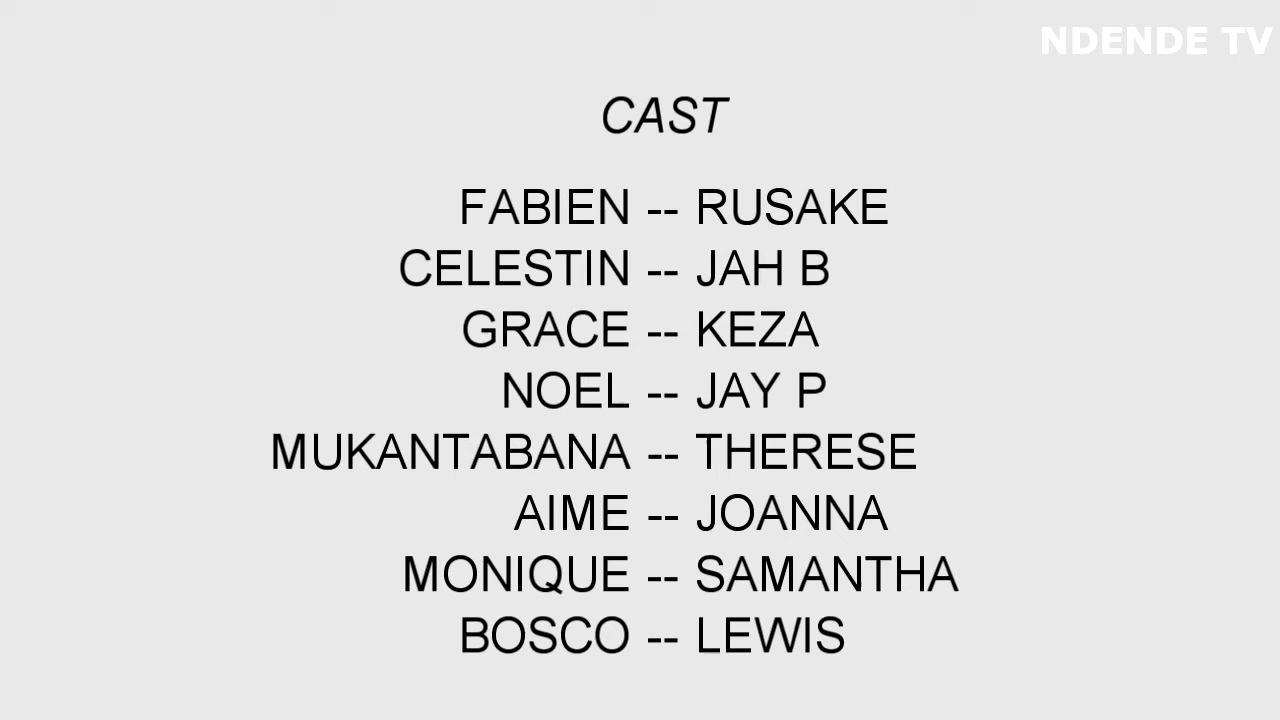 NDENDE TV
CAST
FABIEN -- RUSAKE
CELESTIN -- JAH B
GRACE -- KEZA
NOEL -- JAY P
MUKANTABANA -- THERESE
AIME -- JOANNA
MONIQUE -- SAMANTHA
BOSCO -- LEWIS